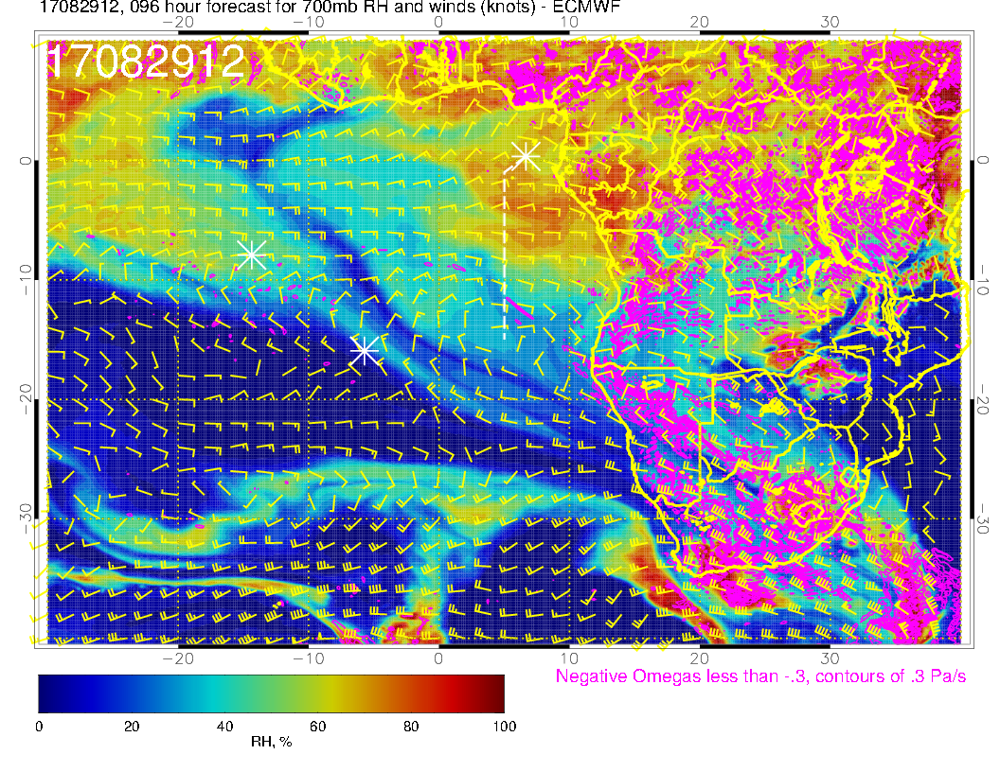 17082912, 096 hour forecast for 700mb RH and winds (knots) - ECMWF
-20 -10 0 10 20 30
17082912
0 0
-10 -10
-20 -20
-30 -30
-20 -10 0 10 20 30
Negative Omegas less than -.3, contours of .3 Pa/s
0 20 40 60 80 100
RH, %